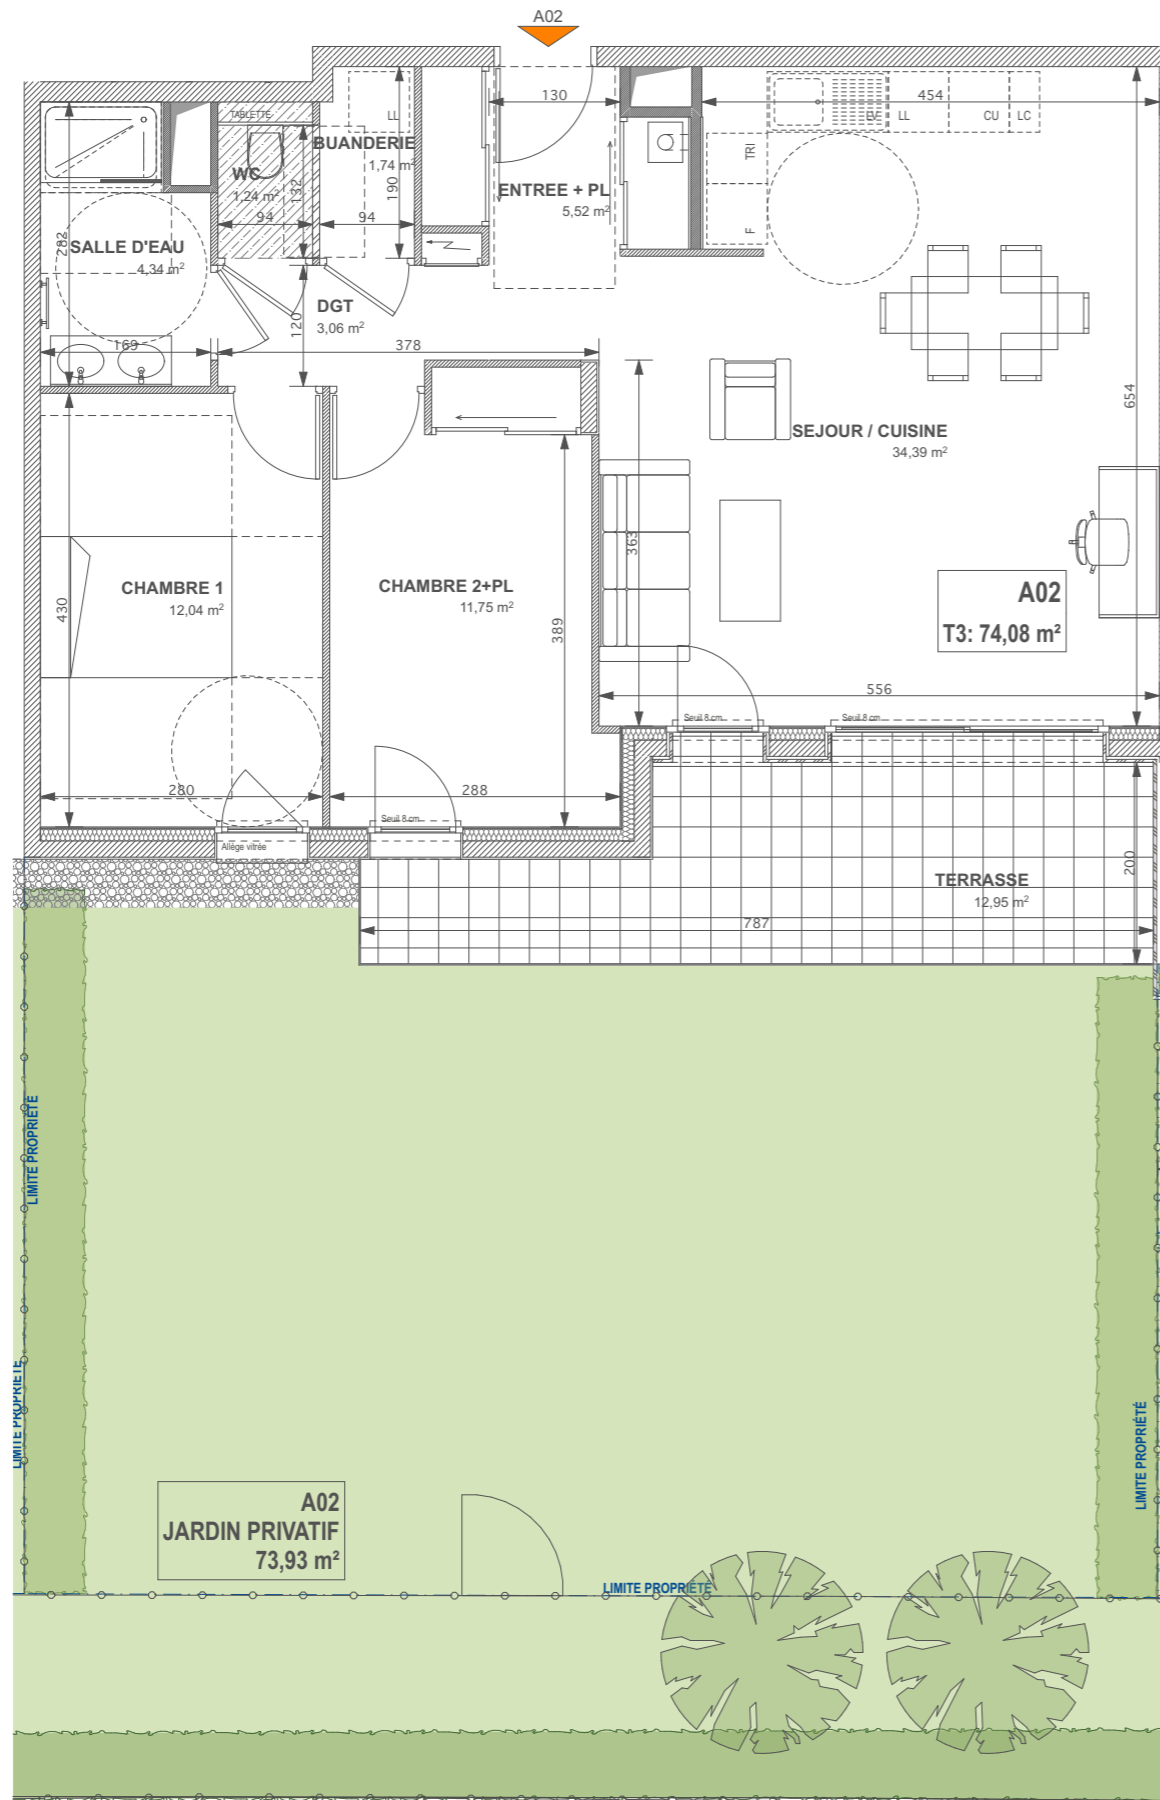 A02
130
454
TABLETTE
LL
LV
LL
CU
LC
BUANDERIE
1,74 m²
WC
1,24 m²
132
190
94
94
ENTREE + PL
5,52 m²
TRI
F
SALLE D'EAU
4,34 m²
282
DGT
3,06 m²
120
169
378
654
SEJOUR / CUISINE
34,39 m²
363
CHAMBRE 1
12,04 m²
430
CHAMBRE 2+PL
11,75 m²
389
A02
T3: 74,08 m²
556
Seuil 8 cm
Seuil 8 cm
280
288
Seuil 8 cm
Allège vitrée
200
TERRASSE
12,95 m²
787
LIMITE PROPRIÉTÉ
LIMITE PROPRIÉTÉ
LIMITE PROPRIÉTÉ
A02
JARDIN PRIVATIF
73,93 m²
LIMITE PROPRIÉTÉ